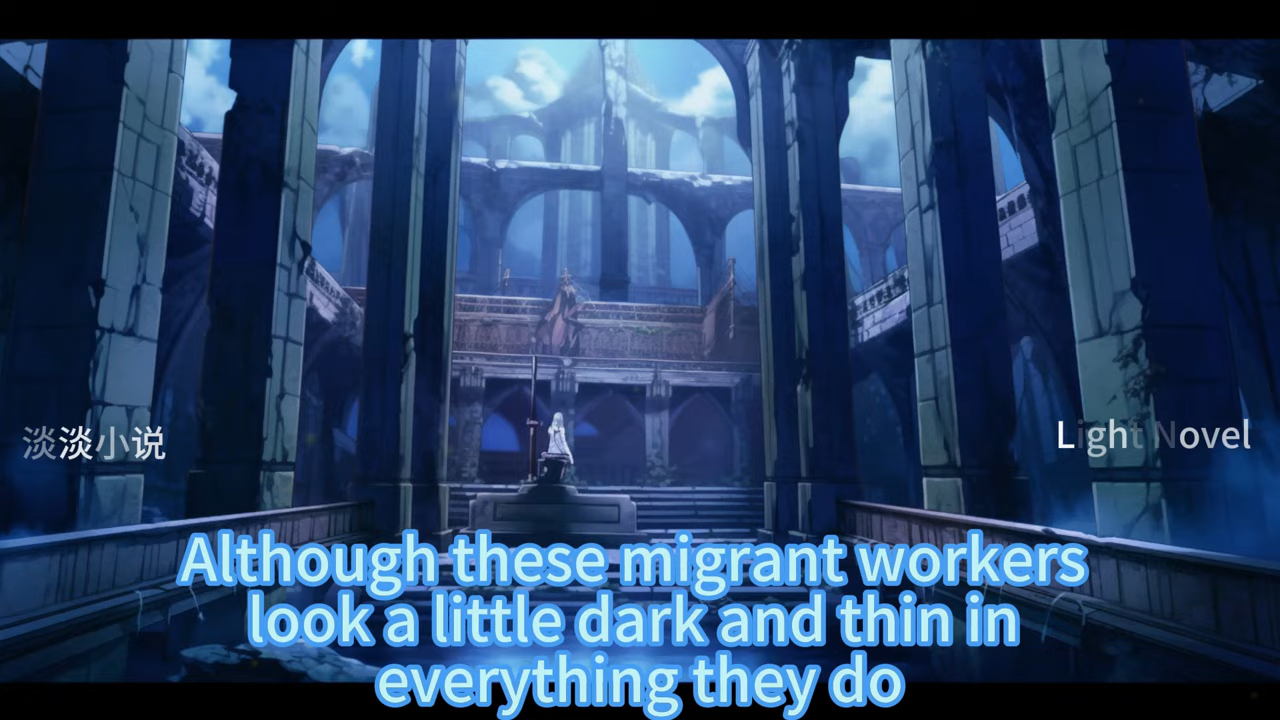 淡淡小说
Light Novel
Although these migrant workers
look a little dark and thin in
everything they do